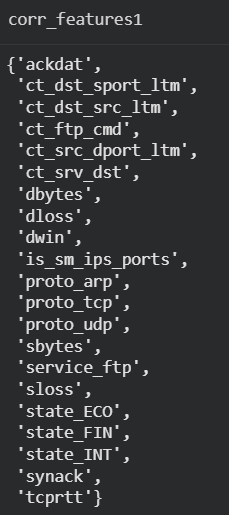 corr_features1
{'ackdat',
'ct_dst_sport_ltm',
'ct_dst_src_ltm',
'ct_ftp_cmd',
'ct_src_dport_ltm',
'ct_srv_dst',
'dbytes',
'dloss',
'dwin',
'is_sm_ips_ports',
'proto_arp',
'proto_tcp',
'proto_udp',
'sbytes',
'service_ftp',
'sloss',
'state_ECO',
'state_FIN',
'state_INT',
'synack',
'tcprtt'}